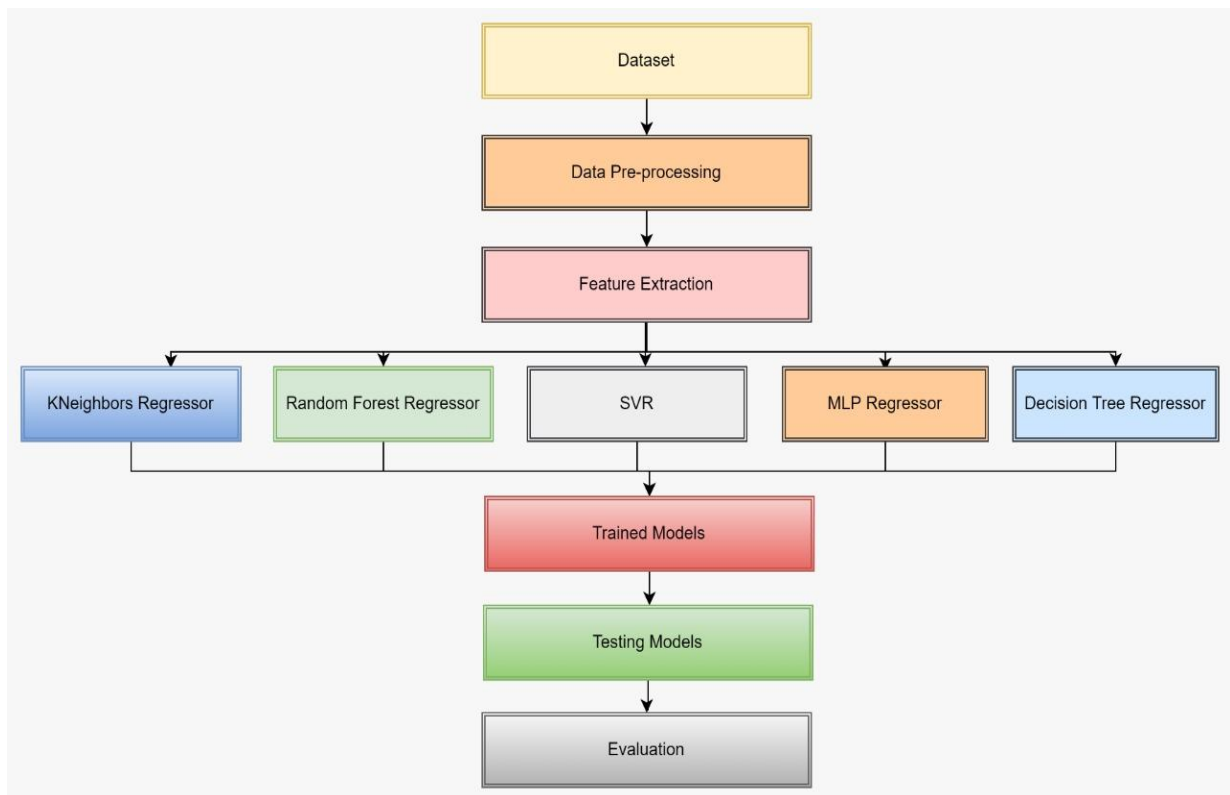 Dataset
Data Pre-processing
Feature Extraction
KNeighbors Regressor
Random Forest Regressor
SVR
MLP Regressor
Decision Tree Regressor
Trained Models
Testing Models
Evaluation